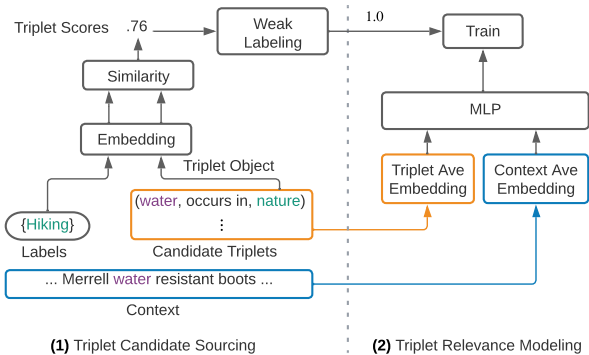 Triplet Scores .76
Weak
Labeling
1.0
Train
Similarity
MLP
Embedding
Triplet Object
Triplet Ave
Embedding
Context Ave
Embedding
{Hiking}
Labels
(water, occurs in, nature)
⋮
Candidate Triplets
... Merrell water resistant boots ...
Context
(1) Triplet Candidate Sourcing
(2) Triplet Relevance Modeling